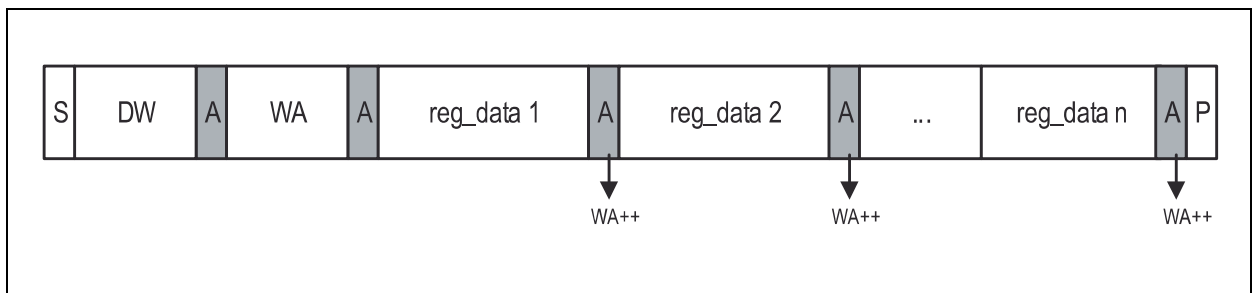 S DW A WA A reg_data 1 A reg_data 2 A ... reg_data n A P
WA++ WA++ WA++